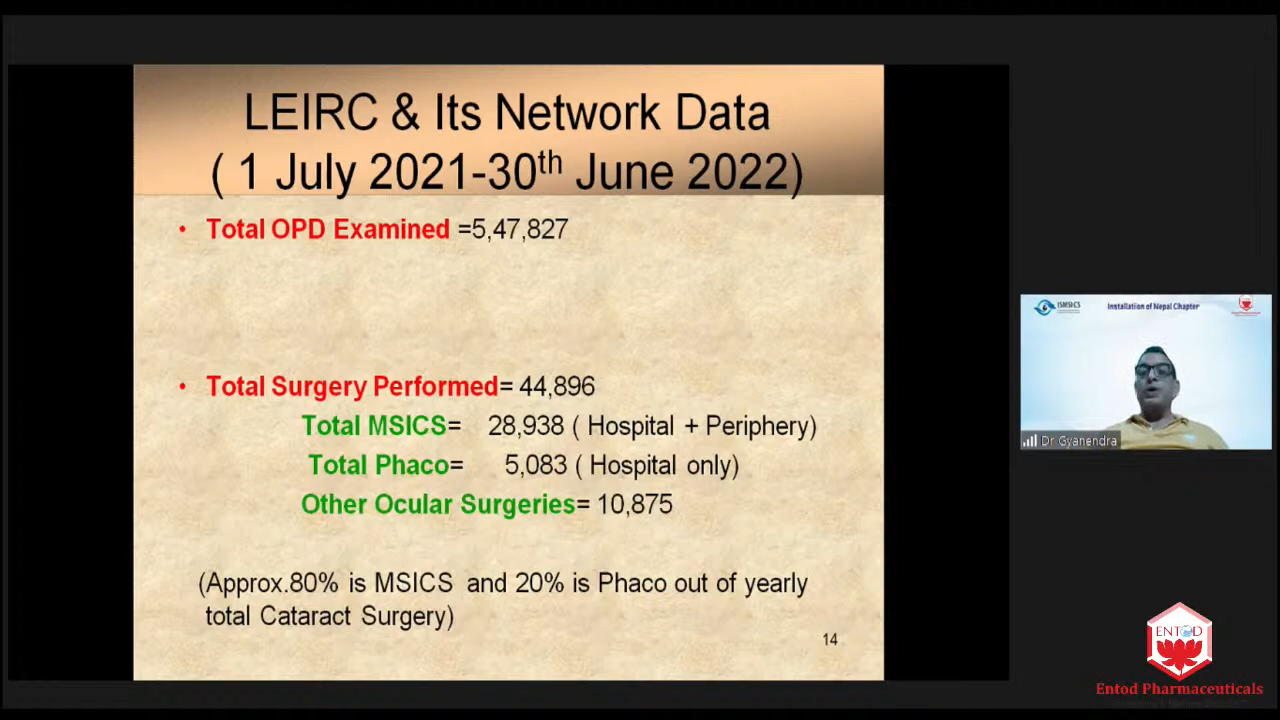 LEIRC & Its Network Data
( 1 July 2021-30th June 2022)
• Total OPD Examined =5,47,827
• Total Surgery Performed= 44,896
Total MSICS= 28,938 ( Hospital + Periphery)
Total Phaco= 5,083 ( Hospital only)
Other Ocular Surgeries= 10,875
(Approx.80% is MSICS and 20% is Phaco out of yearly
total Cataract Surgery)
14
ISMSICS
Installation of Nepal Chapter
Dr Gyanendra
ENTOD
Entod Pharmaceuticals